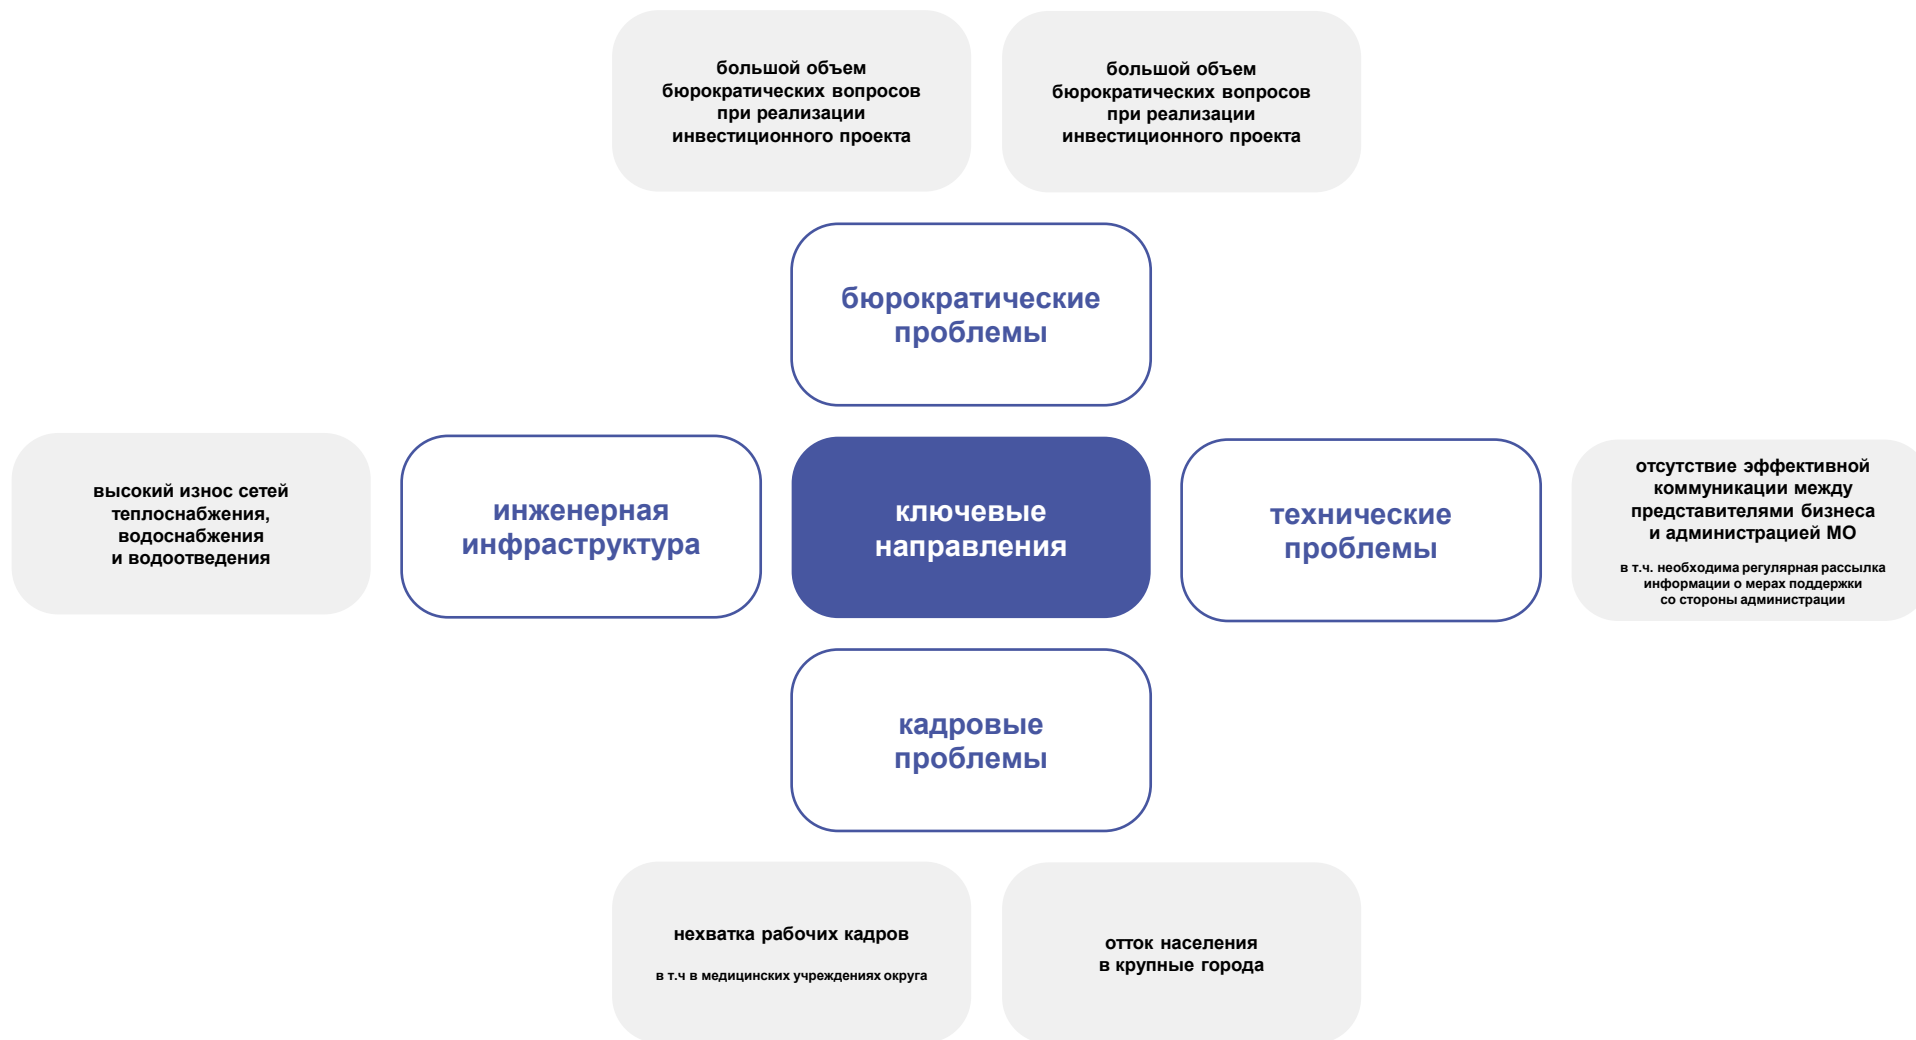 большой объем
бюрократических вопросов
при реализации
инвестиционного проекта
большой объем
бюрократических вопросов
при реализации
инвестиционного проекта
бюрократические
проблемы
высокий износ сетей
теплоснабжения,
водоснабжения
и водоотведения
инженерная
инфраструктура
ключевые
направления
технические
проблемы
отсутствие эффективной
коммуникации между
представителями бизнеса
и администрацией МО
в т.ч. необходима регулярная рассылка
информации о мерах поддержки
со стороны администрации
кадровые
проблемы
нехватка рабочих кадров
в т.ч в медицинских учреждениях округа
отток населения
в крупные города